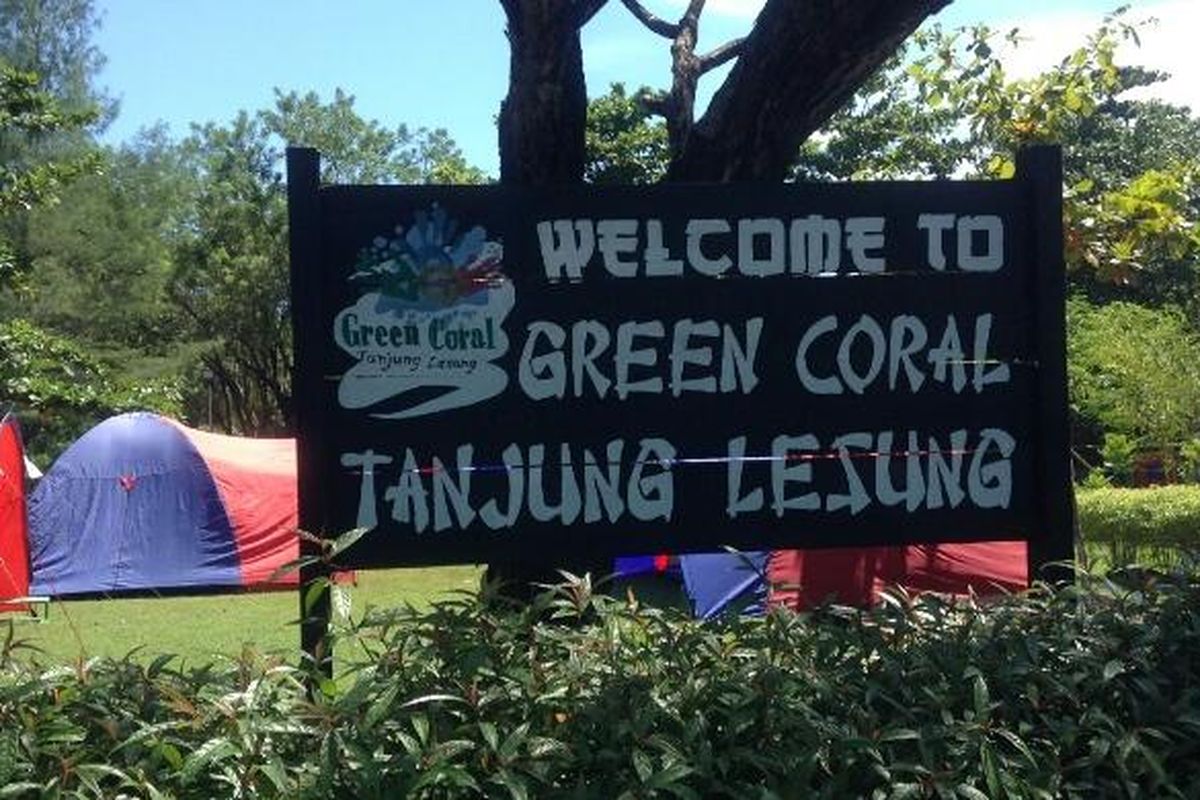 WELCOME TO
Green Coral
Tanjung Lesung
GREEN CORAL
TANJUNG LESUNG